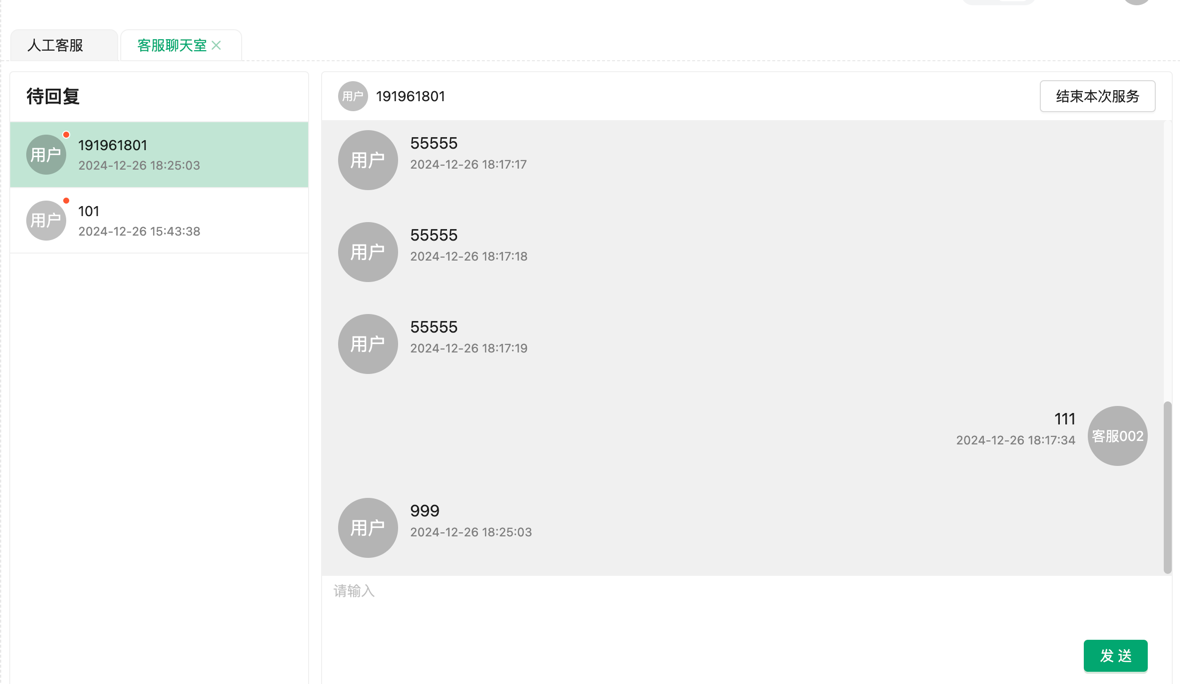 人工客服
客服聊天室
待回复
用户
191961801
2024-12-26 18:25:03
用户
101
2024-12-26 15:43:38
用户 191961801
结束本次服务
用户
55555
2024-12-26 18:17:17
用户
55555
2024-12-26 18:17:18
用户
55555
2024-12-26 18:17:19
111
2024-12-26 18:17:34
客服002
用户
999
2024-12-26 18:25:03
请输入
发 送